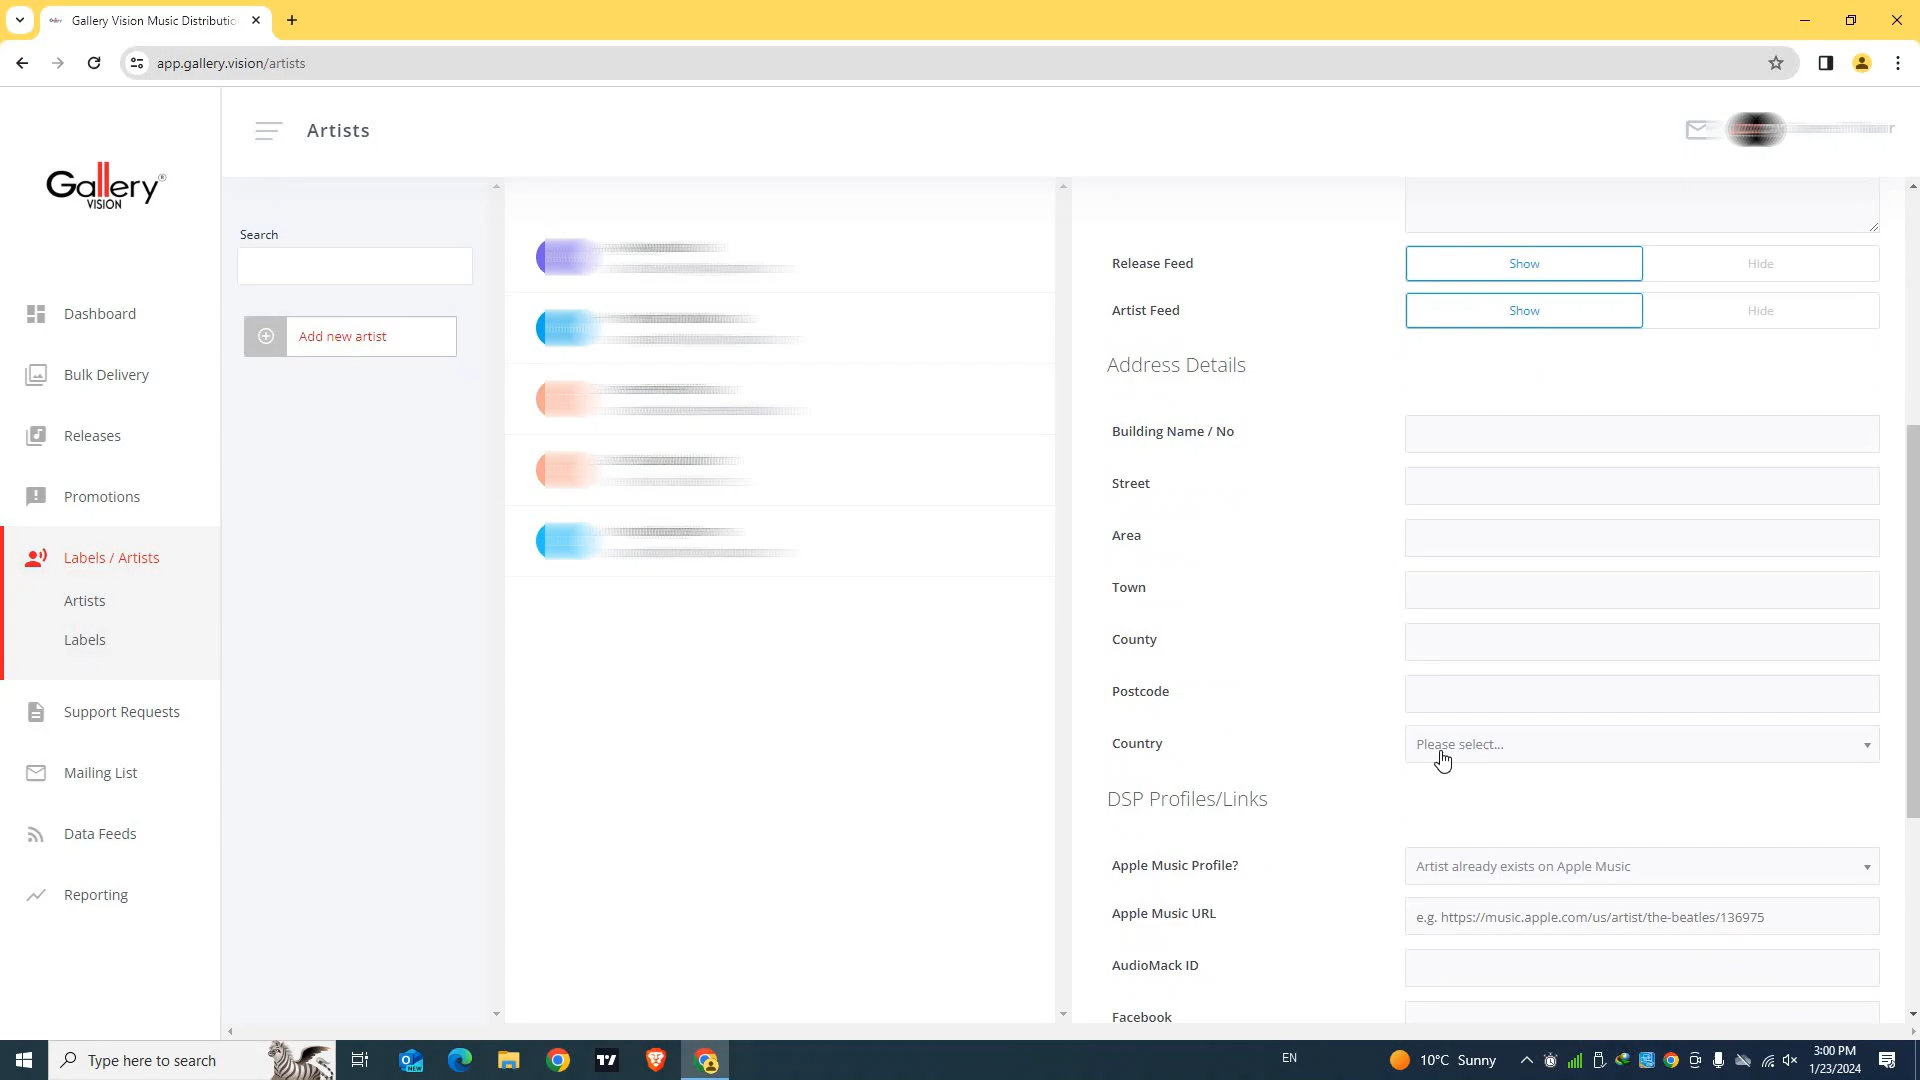 Gallery Vision Music Distributio
app.gallery.vision/artists
Artists
Gallery®
VISION
Search
Add new artist
Dashboard
Bulk Delivery
Releases
Promotions
Labels / Artists
Artists
Labels
Support Requests
Mailing List
Data Feeds
Reporting
Release Feed
Show
Hide
Artist Feed
Show
Hide
Address Details
Building Name / No
Street
Area
Town
County
Postcode
Country
Please select...
DSP Profiles/Links
Apple Music Profile?
Artist already exists on Apple Music
Apple Music URL
e.g. https://music.apple.com/us/artist/the-beatles/136975
AudioMack ID
Facebook
Type here to search
NEW
EN
10°C Sunny
3:00 PM
1/23/2024